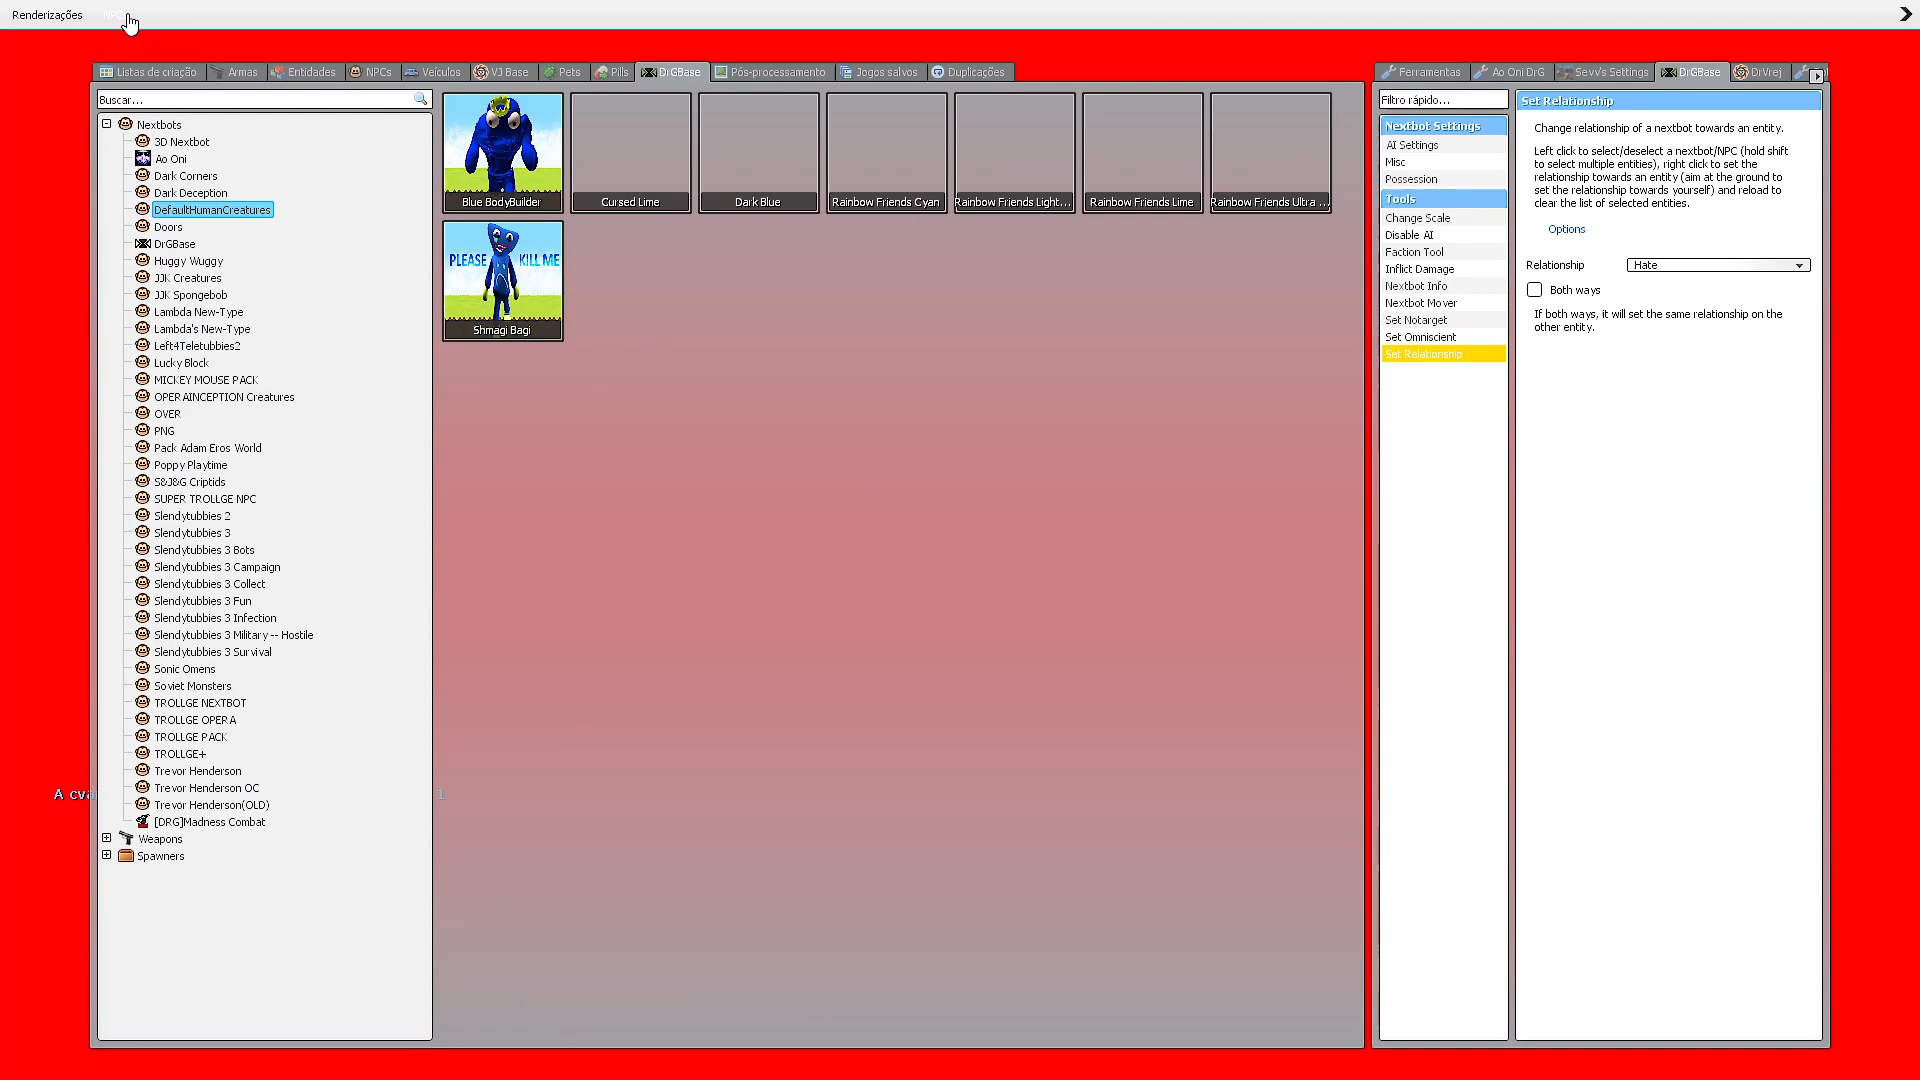 Renderizações NPCs
Listas de criação Armas Entidades NPCs Veículos VJ Base Pets Pills DrGBase Pós-processamento Jogos salvos Duplicações
Ferramentas Ao Oni DrG Sevv's Settings DrGBase DrVrej
Buscar...
Nextbots
3D Nextbot
Ao Oni
Dark Corners
Dark Deception
DefaultHumanCreatures
Doors
DrGBase
Huggy Wuggy
JJK Creatures
JJK Spongebob
Lambda New-Type
Lambda's New-Type
Left4Teletubbies2
Lucky Block
MICKEY MOUSE PACK
OPERAINCEPTION Creatures
OVER
PNG
Pack Adam Eros World
Poppy Playtime
S&J&G Criptids
SUPER TROLLGE NPC
Slendytubbies 2
Slendytubbies 3
Slendytubbies 3 Bots
Slendytubbies 3 Campaign
Slendytubbies 3 Collect
Slendytubbies 3 Fun
Slendytubbies 3 Infection
Slendytubbies 3 Military -- Hostile
Slendytubbies 3 Survival
Sonic Omens
Soviet Monsters
TROLLGE NEXTBOT
TROLLGE OPERA
TROLLGE PACK
TROLLGE+
Trevor Henderson
Trevor Henderson OC
Trevor Henderson(OLD)
[DRG]Madness Combat
Weapons
Spawners
A cva
1
Blue BodyBuilder
Cursed Lime
Dark Blue
Rainbow Friends Cyan
Rainbow Friends Light...
Rainbow Friends Lime
Rainbow Friends Ultra ...
PLEASE KILL ME
Shmagi Bagi
Filtro rápido...
Nextbot Settings
AI Settings
Misc
Possession
Tools
Change Scale
Disable AI
Faction Tool
Inflict Damage
Nextbot Info
Nextbot Mover
Set Notarget
Set Omniscient
Set Relationship
Set Relationship
Change relationship of a nextbot towards an entity.
Left click to select/deselect a nextbot/NPC (hold shift
to select multiple entities), right click to set the
relationship towards an entity (aim at the ground to
set the relationship towards yourself) and reload to
clear the list of selected entities.
Options
Relationship Hate
Both ways
If both ways, it will set the same relationship on the
other entity.